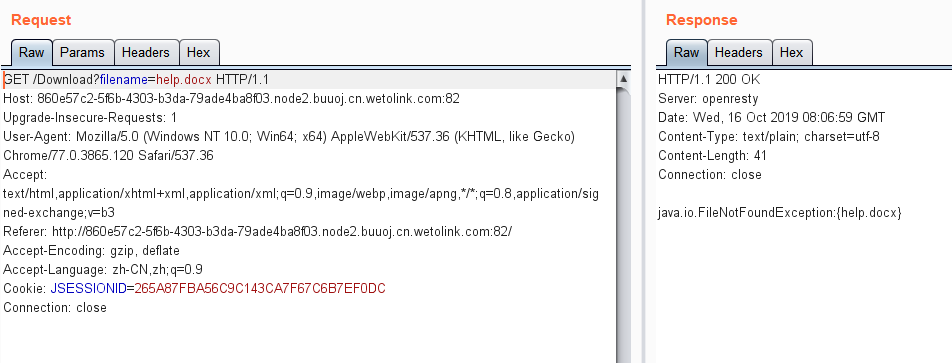 Request
Raw Params Headers Hex
GET /Download?filename=help.docx HTTP/1.1
Host: 860e57c2-5f6b-4303-b3da-79ade4ba8f03.node2.buuoj.cn.wetolink.com:82
Upgrade-Insecure-Requests: 1
User-Agent: Mozilla/5.0 (Windows NT 10.0; Win64; x64) AppleWebKit/537.36 (KHTML, like Gecko)
Chrome/77.0.3865.120 Safari/537.36
Accept:
text/html,application/xhtml+xml,application/xml;q=0.9,image/webp,image/apng,*/*;q=0.8,application/sig
ned-exchange;v=b3
Referer: http://860e57c2-5f6b-4303-b3da-79ade4ba8f03.node2.buuoj.cn.wetolink.com:82/
Accept-Encoding: gzip, deflate
Accept-Language: zh-CN,zh;q=0.9
Cookie: JSESSIONID=265A87FBA56C9C143CA7F67C6B7EF0DC
Connection: close
Response
Raw Headers Hex
HTTP/1.1 200 OK
Server: openresty
Date: Wed, 16 Oct 2019 08:06:59 GMT
Content-Type: text/plain; charset=utf-8
Content-Length: 41
Connection: close
java.io.FileNotFoundException:{help.docx}